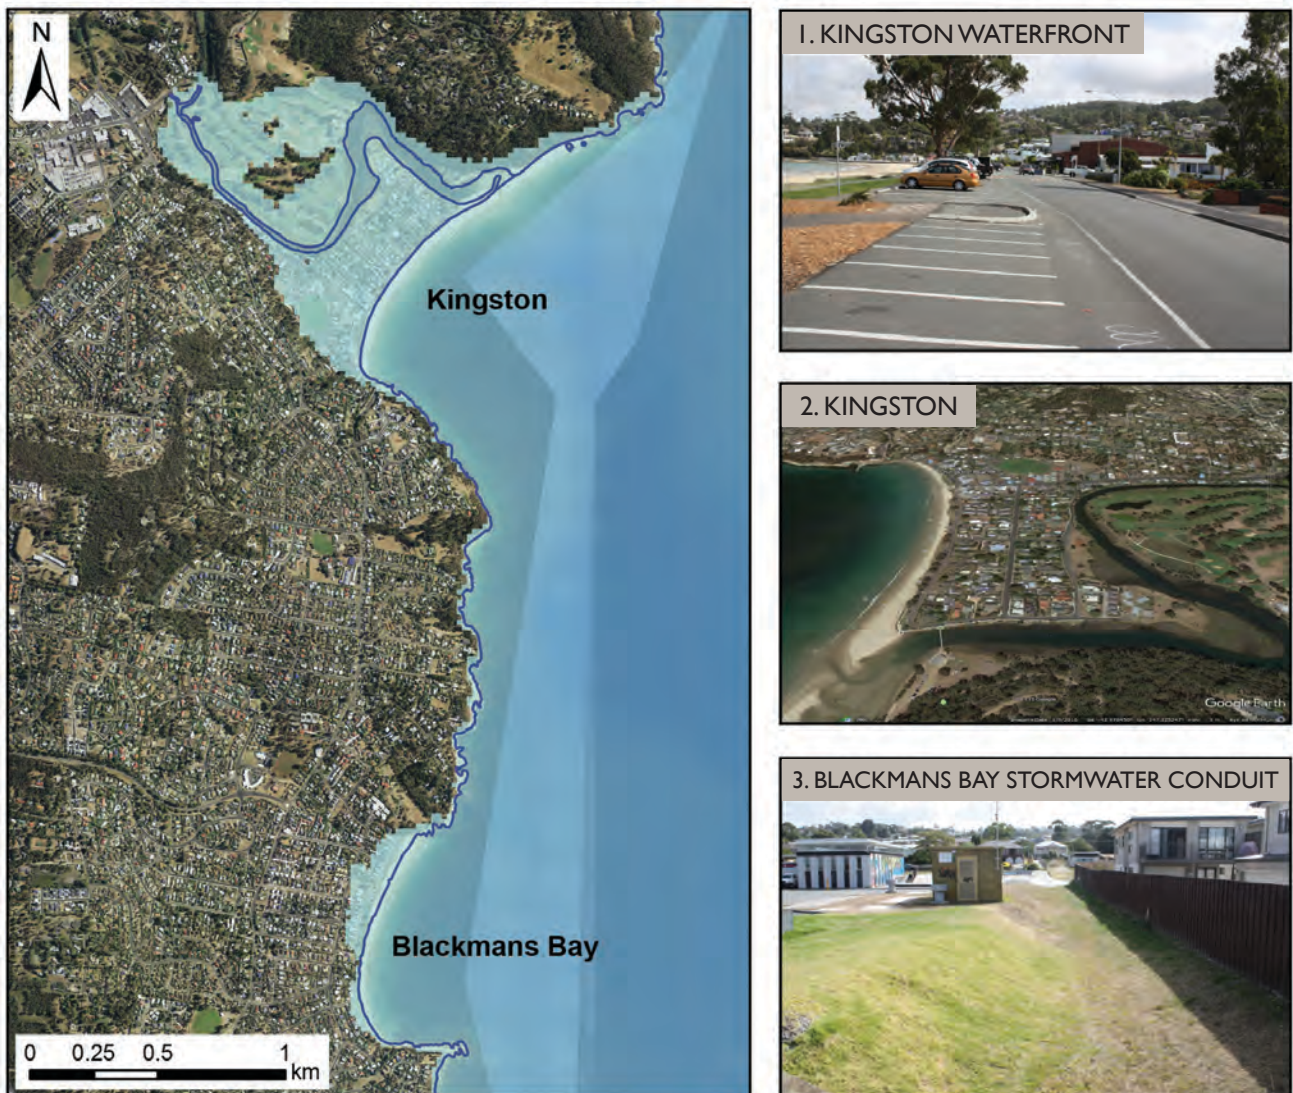 N
Kingston
Blackmans Bay
0 0.25 0.5 1
km
1. KINGSTON WATERFRONT
2. KINGSTON
Google Earth
3. BLACKMANS BAY STORMWATER CONDUIT